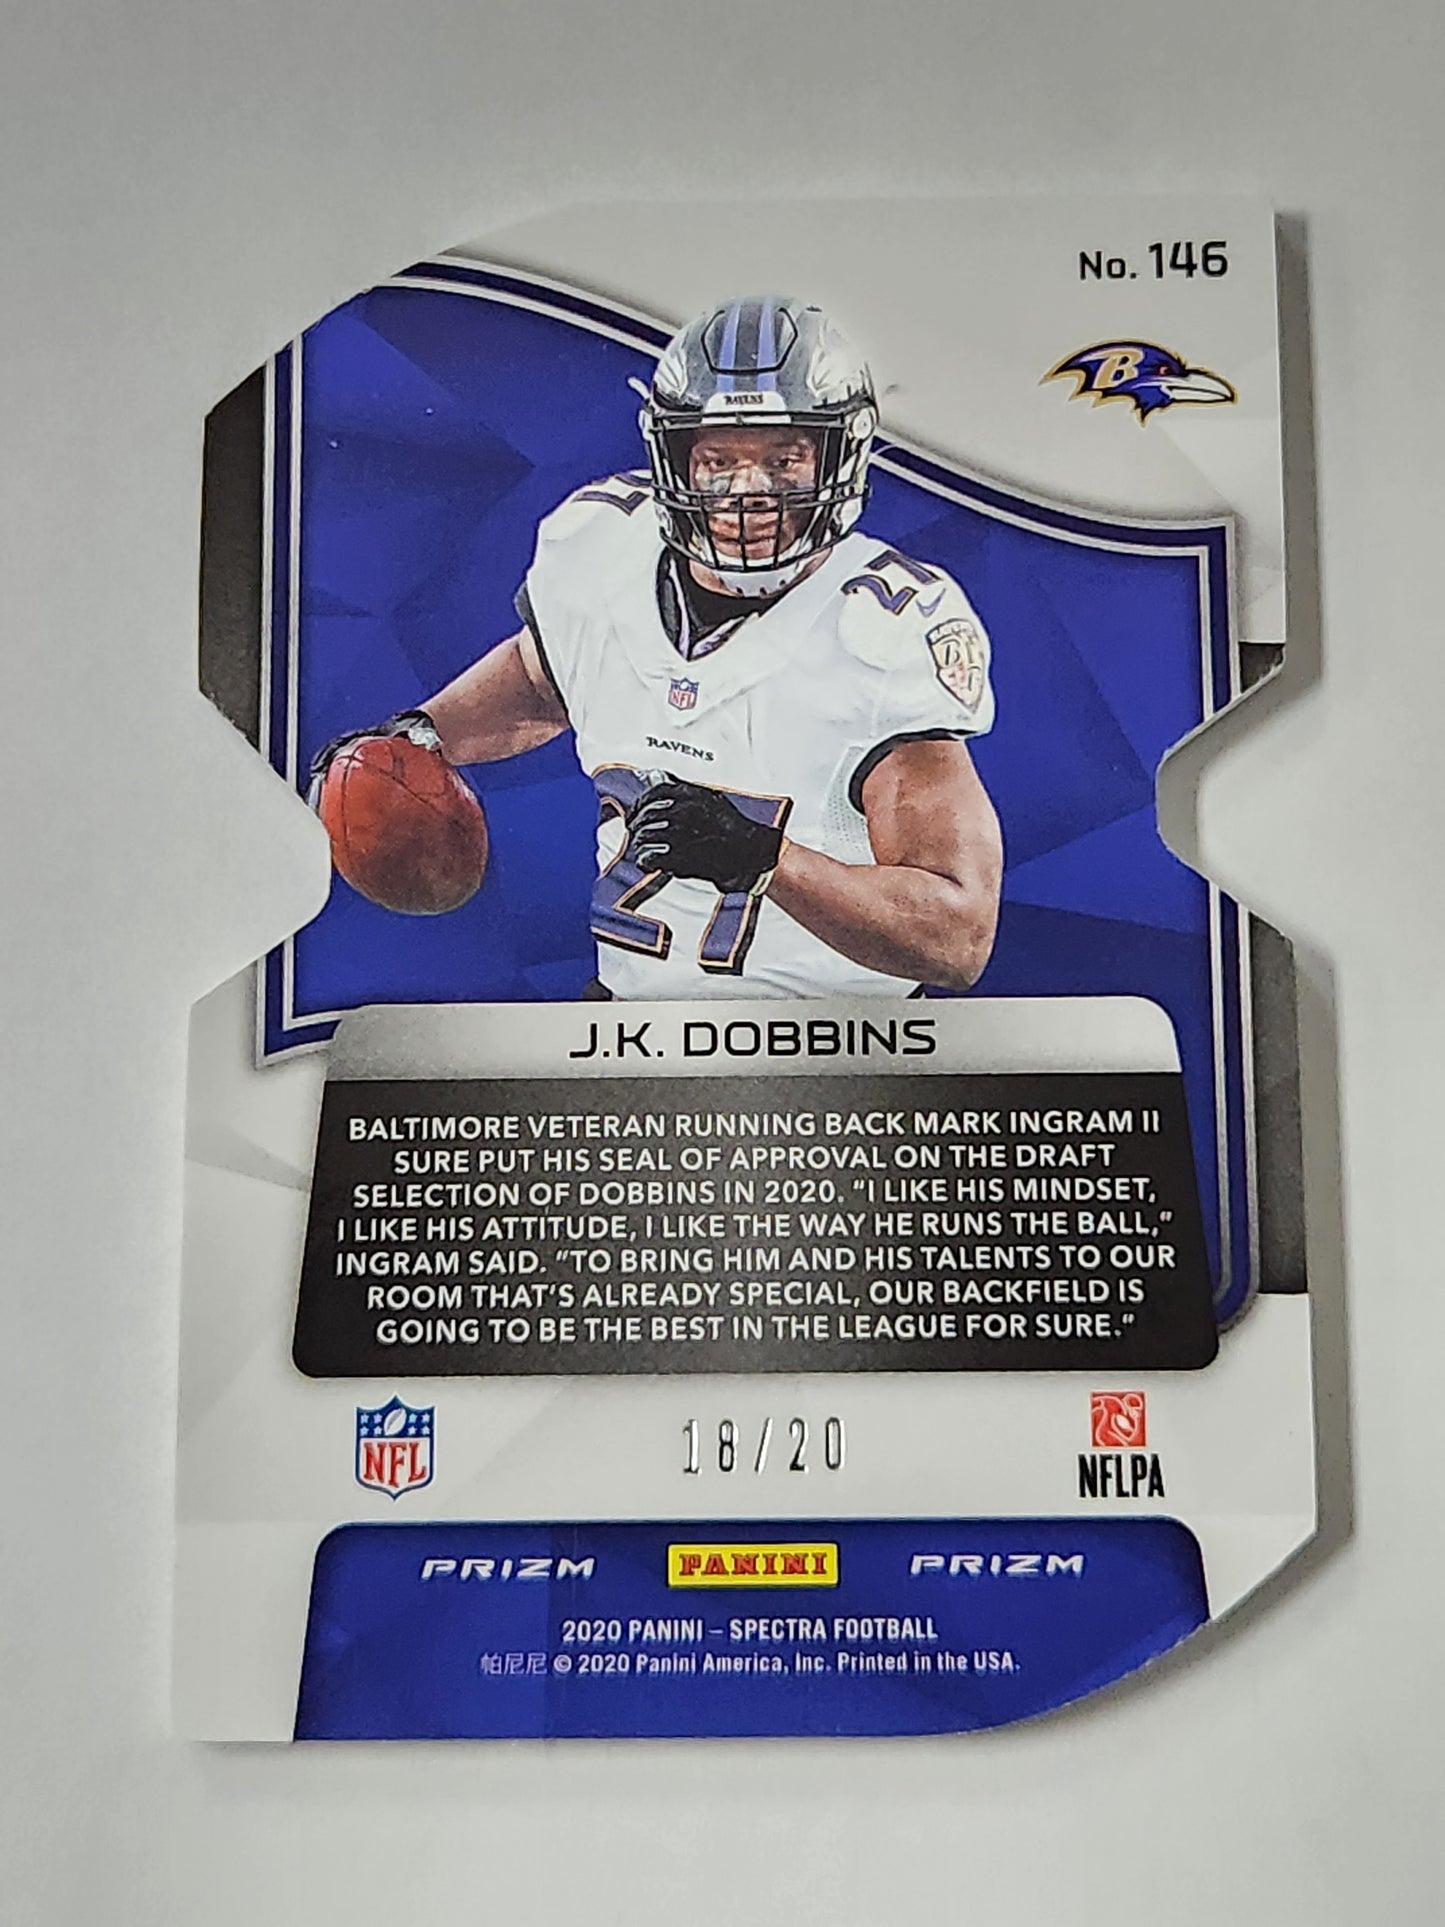 No. 146
B
RAVENS
27
B
NFL
RAVENS
27
J.K. DOBBINS
BALTIMORE VETERAN RUNNING BACK MARK INGRAM II
SURE PUT HIS SEAL OF APPROVAL ON THE DRAFT
SELECTION OF DOBBINS IN 2020. "I LIKE HIS MINDSET,
I LIKE HIS ATTITUDE, I LIKE THE WAY HE RUNS THE BALL,"
INGRAM SAID. "TO BRING HIM AND HIS TALENTS TO OUR
ROOM THAT'S ALREADY SPECIAL, OUR BACKFIELD IS
GOING TO BE THE BEST IN THE LEAGUE FOR SURE."
NFL
18/20
NFLPA
PRIZM PANINI PRIZM
2020 PANINI – SPECTRA FOOTBALL
帕尼尼 © 2020 Panini America, Inc. Printed in the USA.